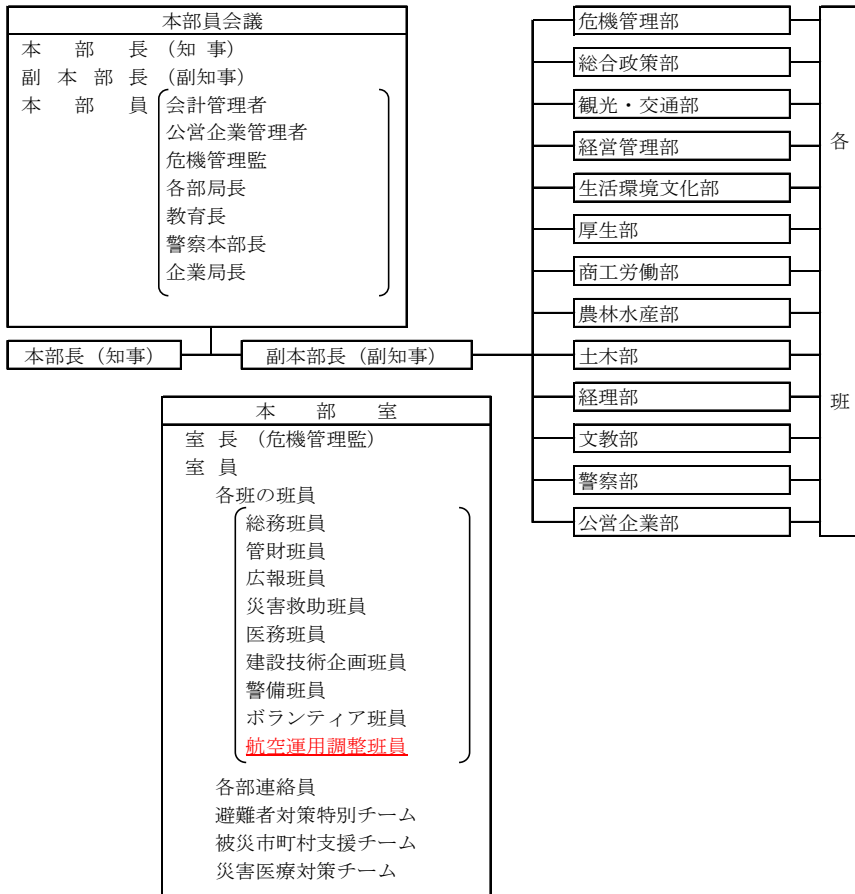 本部員会議
本部長（知事）
副本部長（副知事）
本部員 会計管理者
公営企業管理者
危機管理監
各部局長
教育長
警察本部長
企業局長
本部長（知事）
副本部長（副知事）
本部室
室長（危機管理監）
室員
各班の班員
総務班員
管財班員
広報班員
災害救助班員
医務班員
建設技術企画班員
警備班員
ボランティア班員
航空運用調整班員
各部連絡員
避難者対策特別チーム
被災市町村支援チーム
災害医療対策チーム
危機管理部
総合政策部
観光・交通部
経営管理部
生活環境文化部
厚生部
商工労働部
農林水産部
土木部
経理部
文教部
警察部
公営企業部
各班